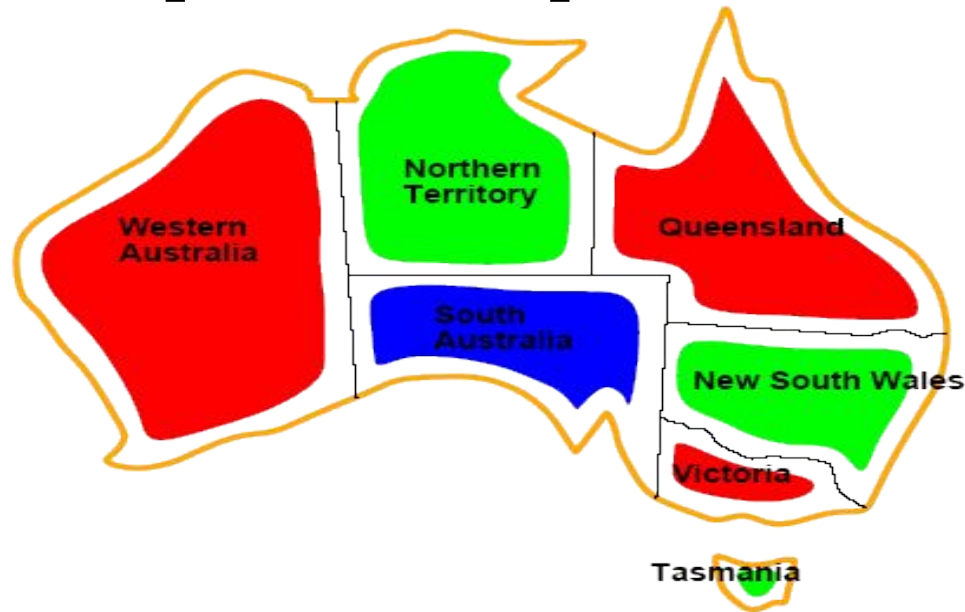 Northern
Territory
Western
Australia
Queensland
South
Australia
New South Wales
Victoria
Tasmania